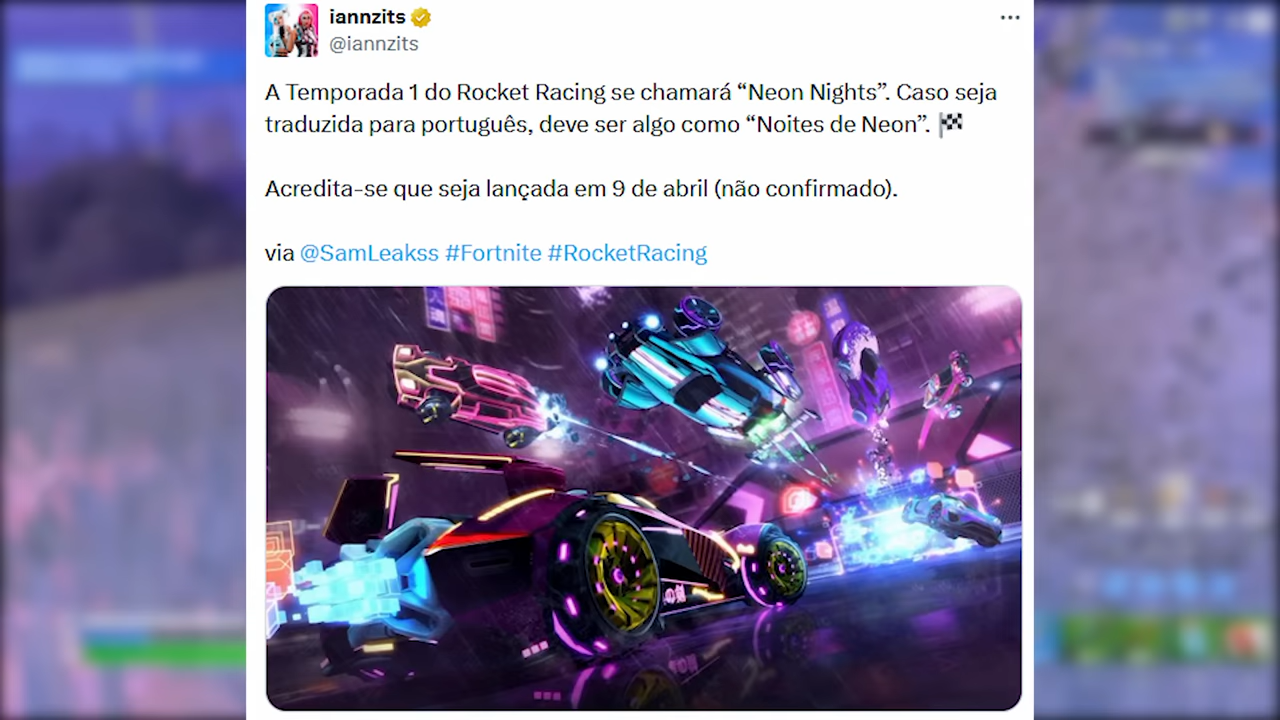 iannzits
@iannzits
A Temporada 1 do Rocket Racing se chamará “Neon Nights”. Caso seja
traduzida para português, deve ser algo como “Noites de Neon”. 🏁
Acredita-se que seja lançada em 9 de abril (não confirmado).
via @SamLeakss #Fortnite #RocketRacing